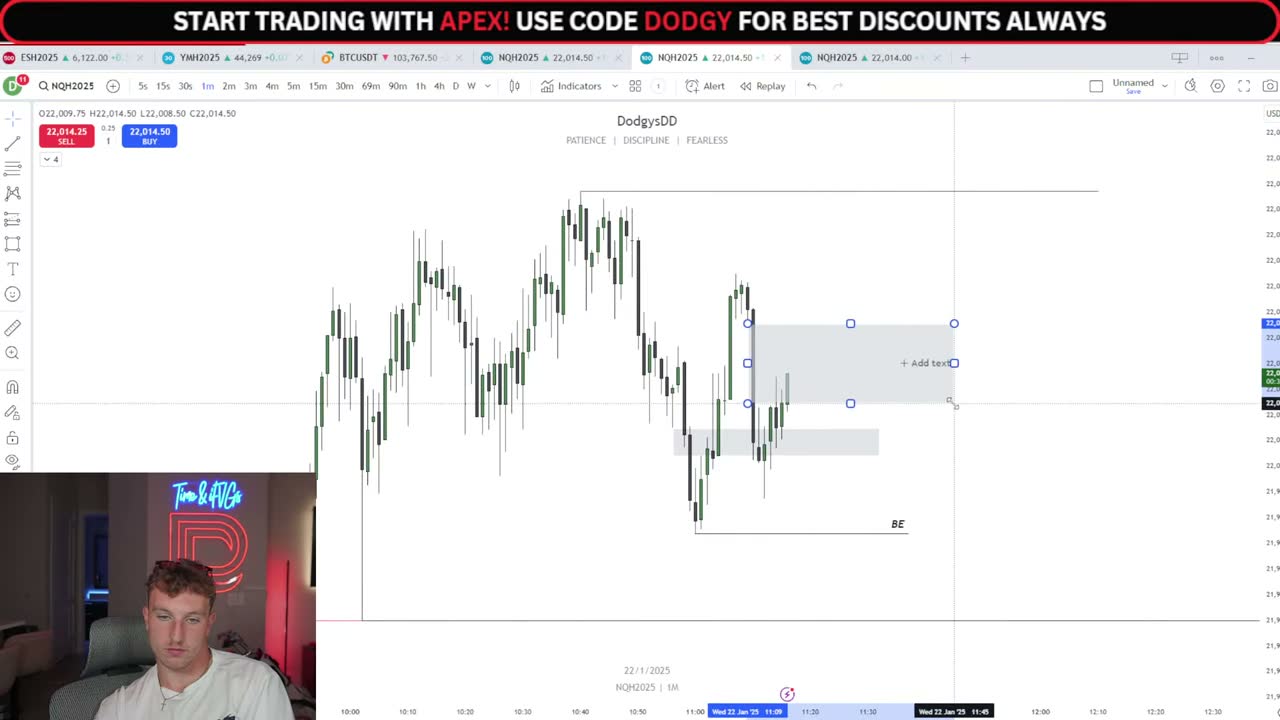 START TRADING WITH APEX! USE CODE DODGY FOR BEST DISCOUNTS ALWAYS
ESH2025 6,122.00 YMH2025 44,269 BTCUSDT 103,767.50 NQH2025 22,014.50 NQH2025 22,014.50 NQH2025 22,014.00
D 11 NQH2025 5s 15s 30s 1m 2m 3m 4m 5m 15m 30m 69m 90m 1h 4h D W Indicators 1 Alert Replay Unnamed
Save
O22,009.75 H22,014.50 L22,008.50 C22,014.50
USD
22,014.25 0.25 22,014.50
SELL 1 BUY
4
DodgysDD
PATIENCE | DISCIPLINE | FEARLESS
+ Add text
BE
Time & iFVGs
22/1/2025
NQH2025 | 1M
10:00 10:10 10:20 10:30 10:40 10:50 11:00 Wed 22 Jan '25 11:09 11:20 11:30 Wed 22 Jan '25 11:45 12:00 12:10 12:20 12:30